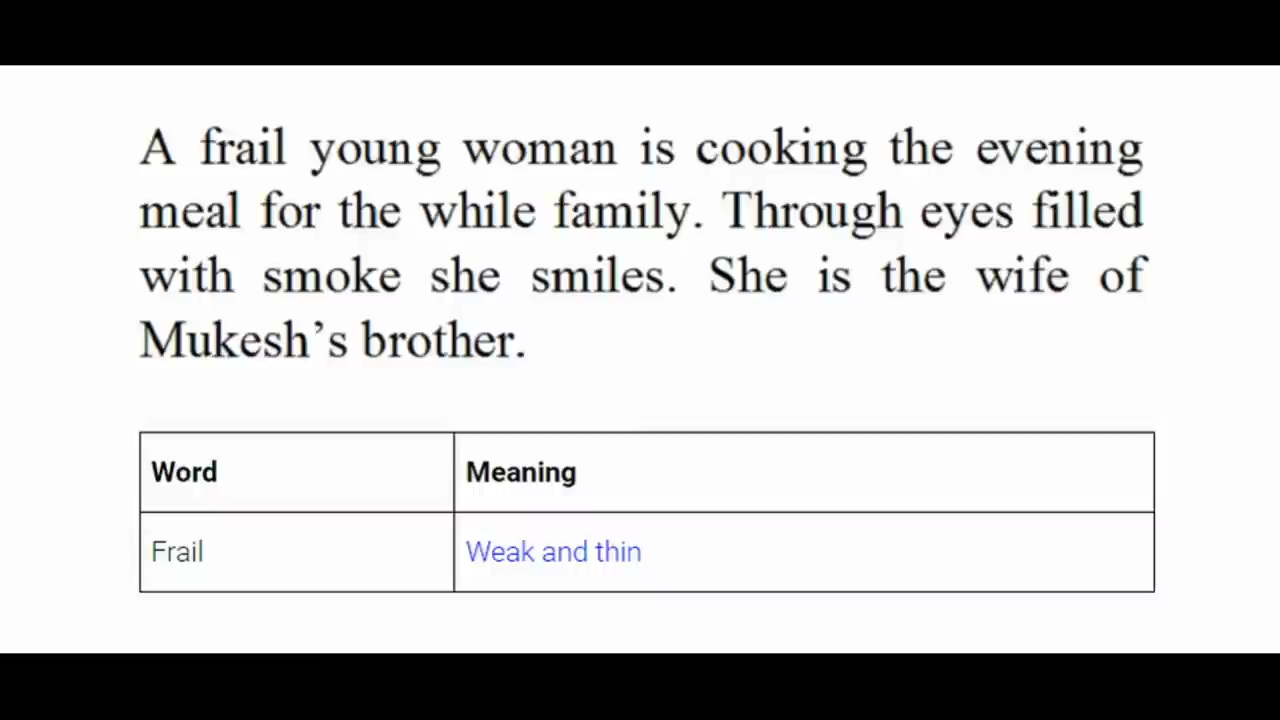 A frail young woman is cooking the evening
meal for the while family. Through eyes filled
with smoke she smiles. She is the wife of
Mukesh’s brother.
Word Meaning
Frail Weak and thin